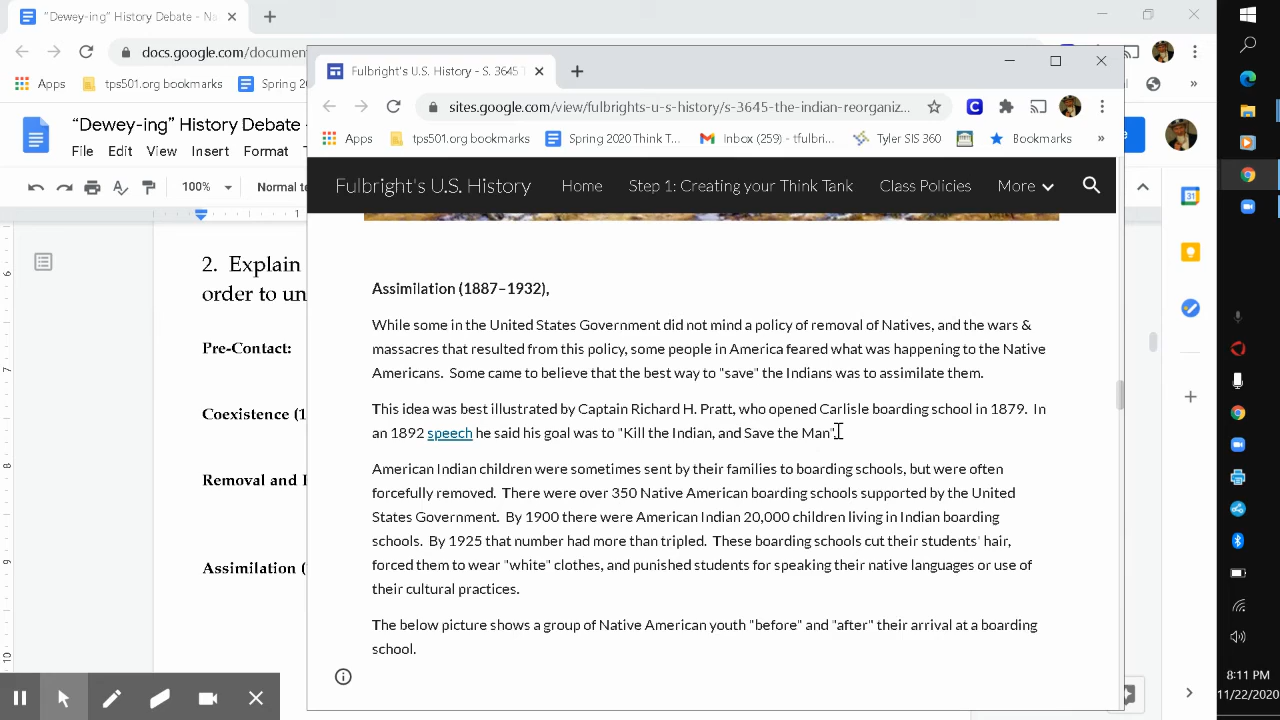 "Dewey-ing" History Debate - Na
docs.google.com/documen
Apps
tps501.org bookmarks
Spring 20
"Dewey-ing" History Debate -
File Edit View Insert Format
100%
Normal t
1
2. Explain
order to un
Pre-Contact:
Coexistence (1
Removal and
Assimilation (
6
7
8
9
10
Fulbright's U.S. History - S. 3645 T
sites.google.com/view/fulbrights-u-s-history/s-3645-the-indian-reorganiz...
Apps
tps501.org bookmarks
Spring 2020 Think T...
Inbox (259) - tfulbri...
Tyler SIS 360
Bookmarks
»
Fulbright's U.S. History
Home
Step 1: Creating your Think Tank
Class Policies
More
Assimilation (1887–1932),
While some in the United States Government did not mind a policy of removal of Natives, and the wars &
massacres that resulted from this policy, some people in America feared what was happening to the Native
Americans. Some came to believe that the best way to "save" the Indians was to assimilate them.
This idea was best illustrated by Captain Richard H. Pratt, who opened Carlisle boarding school in 1879. In
an 1892 speech he said his goal was to "Kill the Indian, and Save the Man".
American Indian children were sometimes sent by their families to boarding schools, but were often
forcefully removed. There were over 350 Native American boarding schools supported by the United
States Government. By 1900 there were American Indian 20,000 children living in Indian boarding
schools. By 1925 that number had more than tripled. These boarding schools cut their students' hair,
forced them to wear "white" clothes, and punished students for speaking their native languages or use of
their cultural practices.
The below picture shows a group of Native American youth "before" and "after" their arrival at a boarding
school.
»
31
8:11 PM
11/22/2020